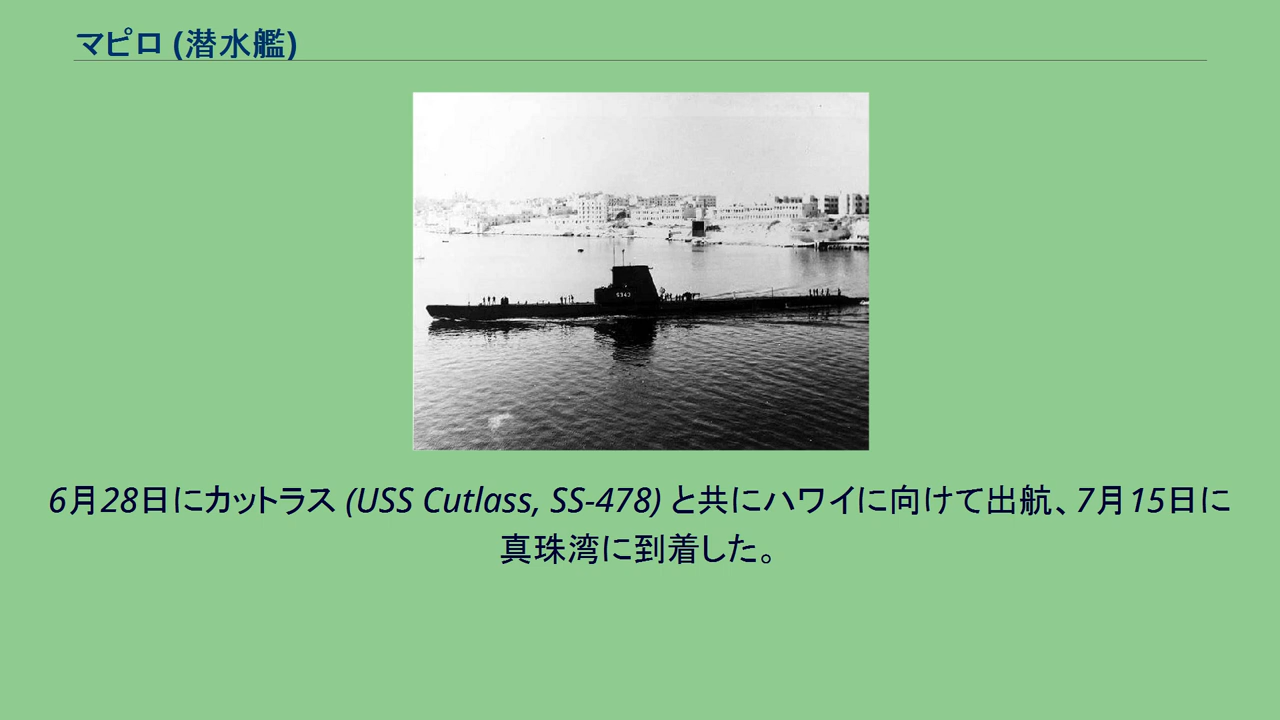 マピロ (潜水艦)
S343
6月28日にカットラス (USS Cutlass, SS-478) と共にハワイに向けて出航、7月15日に
真珠湾に到着した。